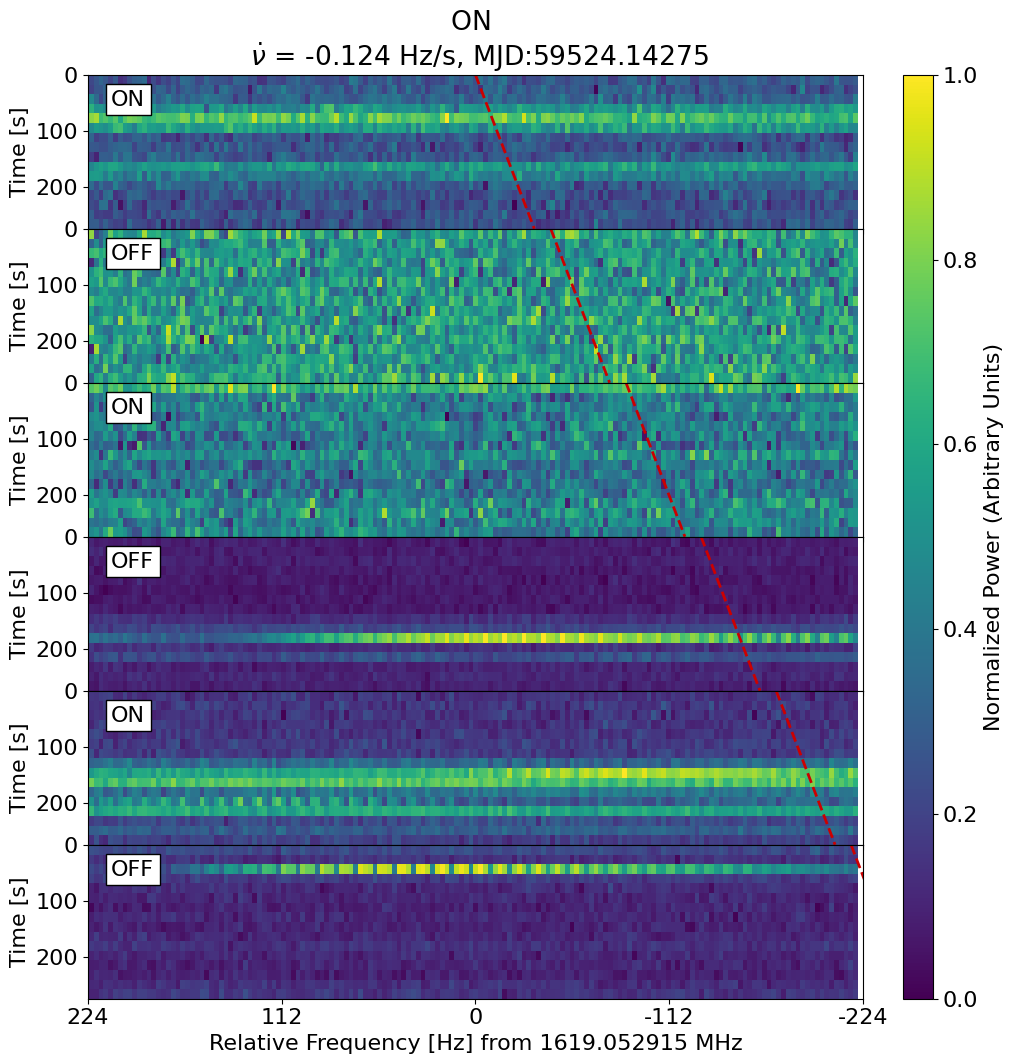 ON
ν̇ = -0.124 Hz/s, MJD:59524.14275
0
ON
100
200
Time [s]
0
OFF
100
200
Time [s]
0
ON
100
200
Time [s]
0
OFF
100
200
Time [s]
0
ON
100
200
Time [s]
0
OFF
100
200
Time [s]
224 112 0 -112 -224
Relative Frequency [Hz] from 1619.052915 MHz
1.0
0.8
0.6
0.4
0.2
0.0
Normalized Power (Arbitrary Units)